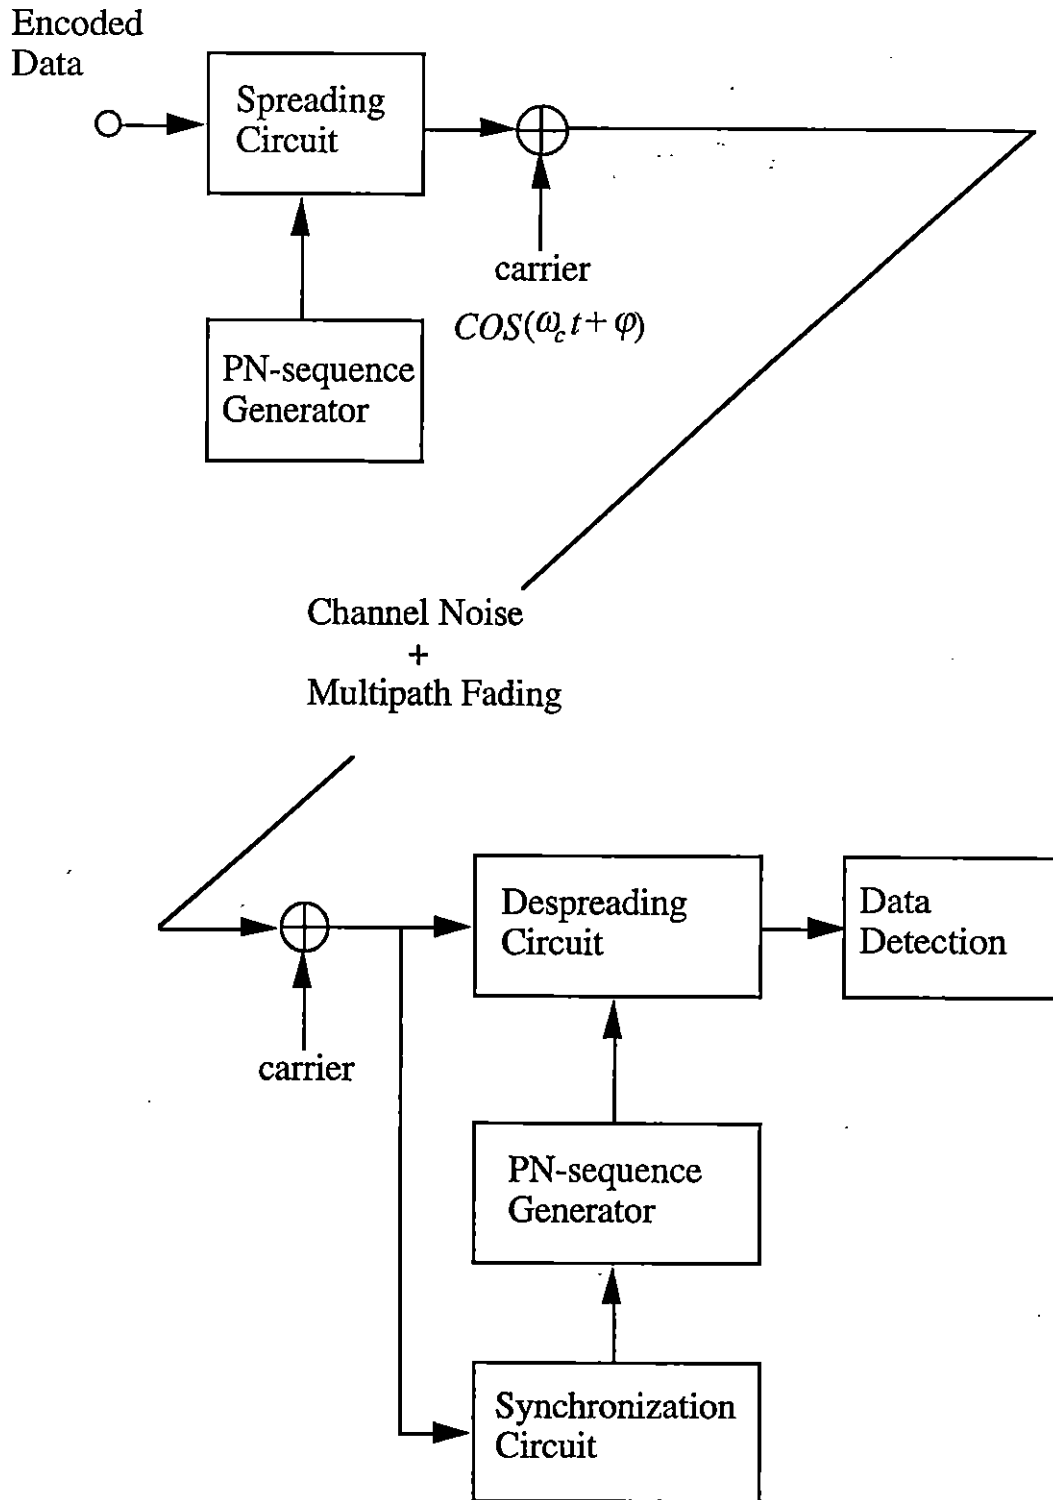 Encoded
Data
Spreading
Circuit
carrier
COS(ω_c t + φ)
PN-sequence
Generator
Channel Noise
+
Multipath Fading
Despreading
Circuit
Data
Detection
carrier
PN-sequence
Generator
Synchronization
Circuit